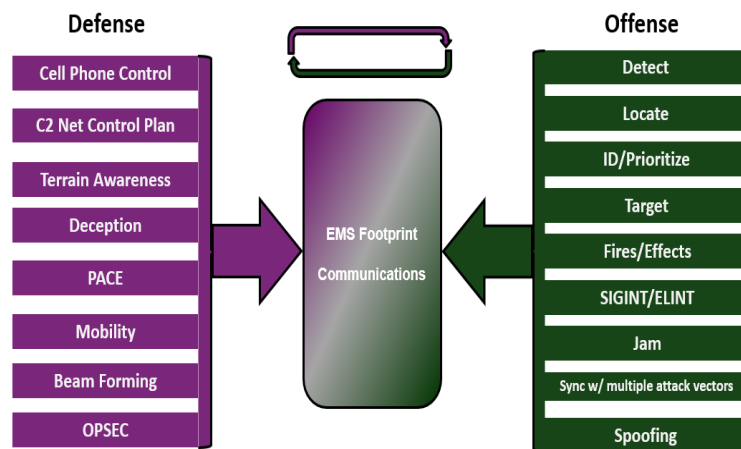 Defense
Cell Phone Control
C2 Net Control Plan
Terrain Awareness
Deception
PACE
Mobility
Beam Forming
OPSEC
EMS Footprint
Communications
Offense
Detect
Locate
ID/Prioritize
Target
Fires/Effects
SIGINT/ELINT
Jam
Sync w/ multiple attack vectors
Spoofing